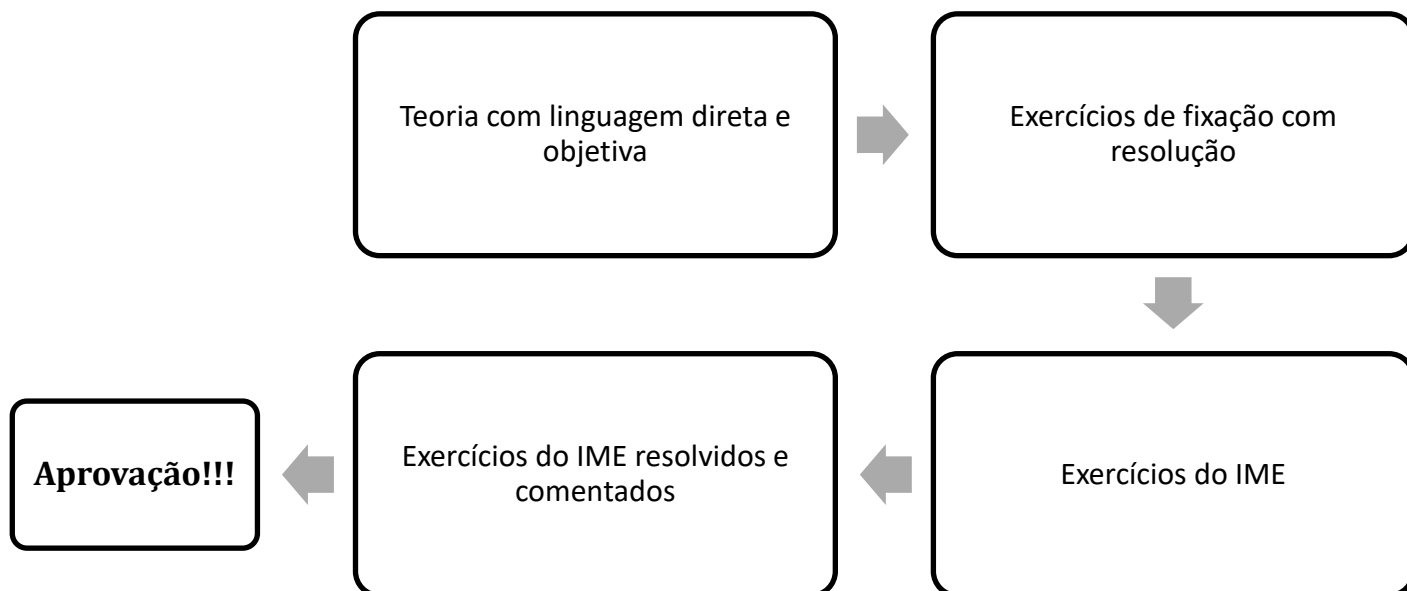 Teoria com linguagem direta e
objetiva
Exercícios de fixação com
resolução
Exercícios do IME
Exercícios do IME resolvidos e
comentados
Aprovação!!!